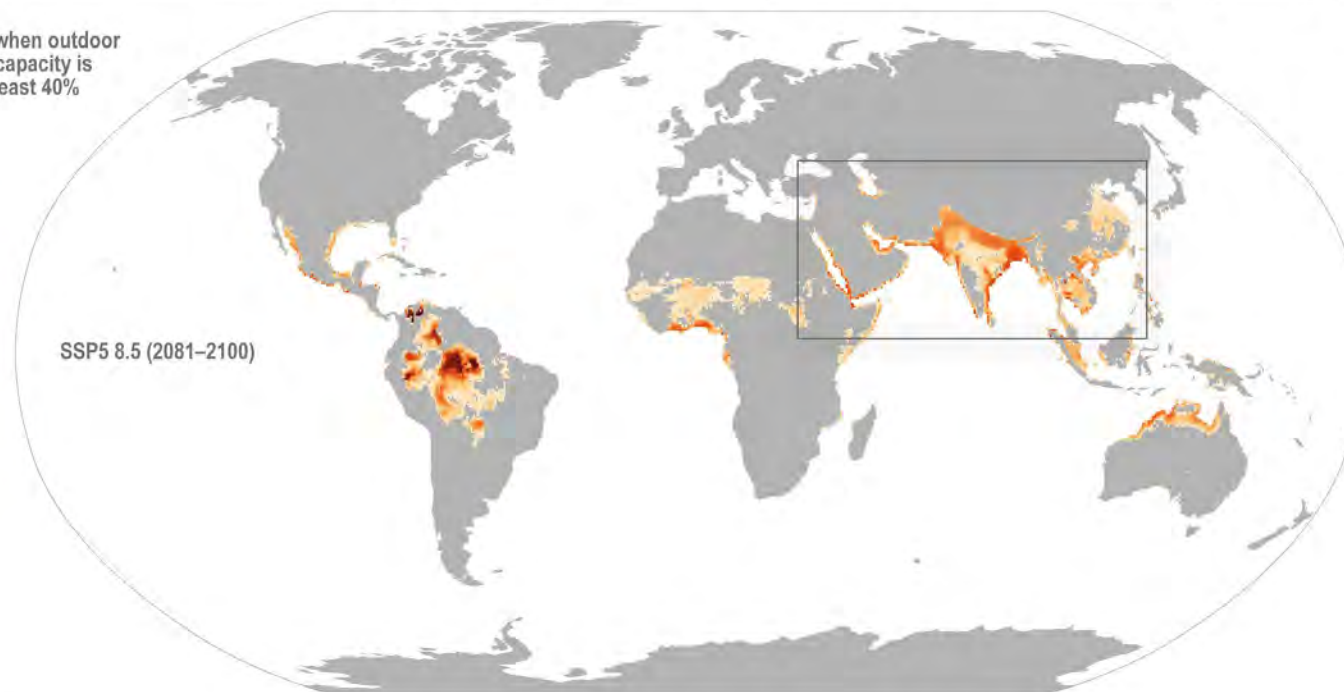 when outdoor
capacity is
east 40%
SSP5 8.5 (2081–2100)